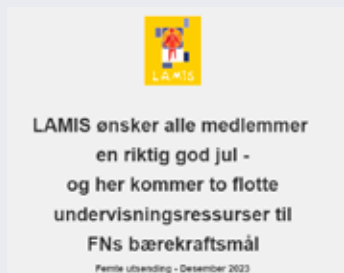 LAMIS
LAMIS ønsker alle medlemmer
en riktig god jul -
og her kommer to flotte
undervisningsressurser til
FNs bærekraftsmål
Femte utsending - Desember 2023